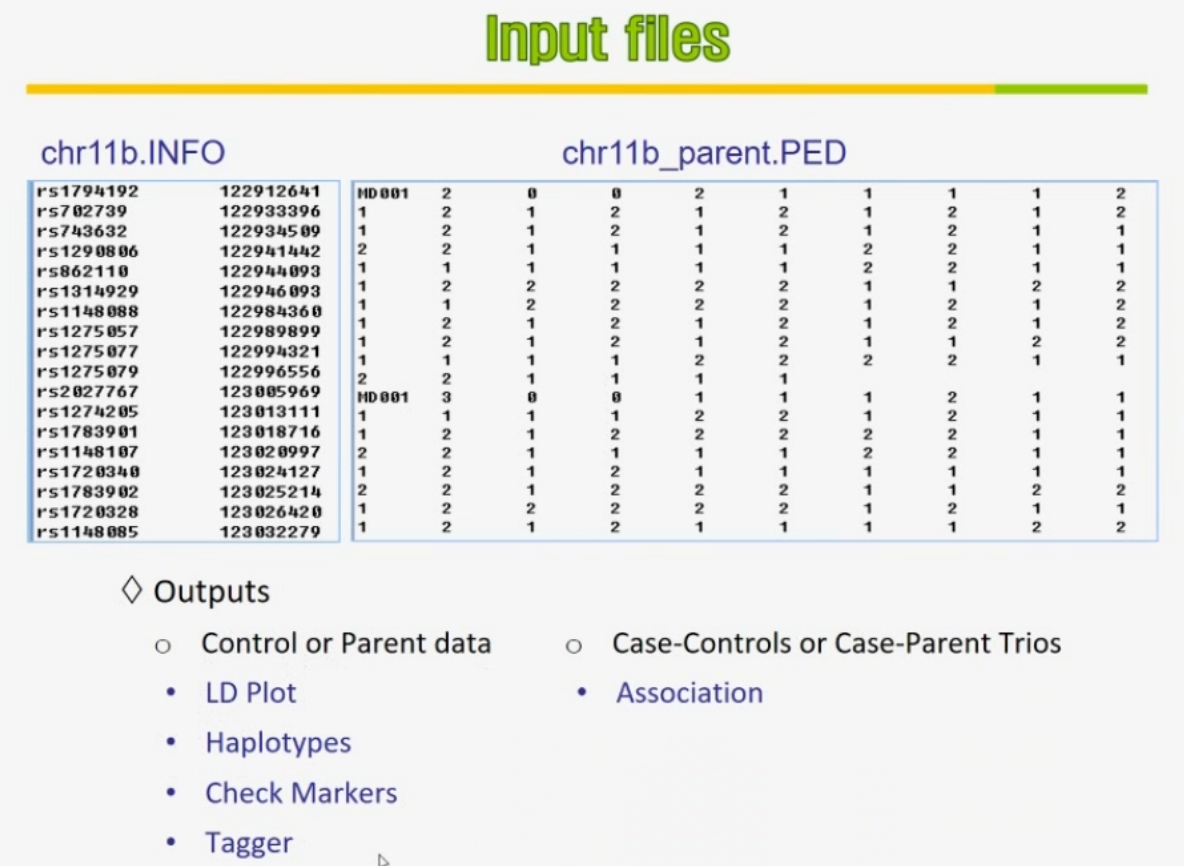 Input files
chr11b.INFO
rs1794192 122912641
rs702739 122933396
rs743632 122934509
rs1290806 122941442
rs862110 122944093
rs1314929 122946093
rs1148088 122984360
rs1275057 122989899
rs1275077 122994321
rs1275079 122996556
rs2027767 123005969
rs1274205 123013111
rs1783901 123018716
rs1148107 123020997
rs1720340 123024127
rs1783902 123025214
rs1720328 123026420
rs1148085 123032279
chr11b_parent.PED
MD001 2 0 0 2 1 1 1 1 2
1 2 1 2 1 2 1 2 1 2
1 2 1 2 1 2 1 2 1 1
2 2 1 1 1 1 2 2 1 1
1 1 1 1 1 1 2 2 1 1
1 2 2 2 2 2 1 1 2 2
1 1 2 2 2 2 1 2 1 2
1 2 1 2 1 2 1 2 1 2
1 2 1 2 1 2 1 1 2 2
1 1 1 1 2 2 2 2 1 1
2 2 1 1 1 1
MD001 3 0 0 1 1 1 2 1 1
1 1 1 1 2 2 1 2 1 1
1 2 1 2 2 2 2 2 1 1
2 2 1 1 1 1 2 2 1 1
1 2 1 2 1 1 1 1 1 1
2 2 1 2 2 2 1 1 2 2
1 2 2 2 2 2 1 2 1 1
1 2 1 2 1 1 1 1 2 2
◊ Outputs
o Control or Parent data
• LD Plot
• Haplotypes
• Check Markers
• Tagger
o Case-Controls or Case-Parent Trios
• Association